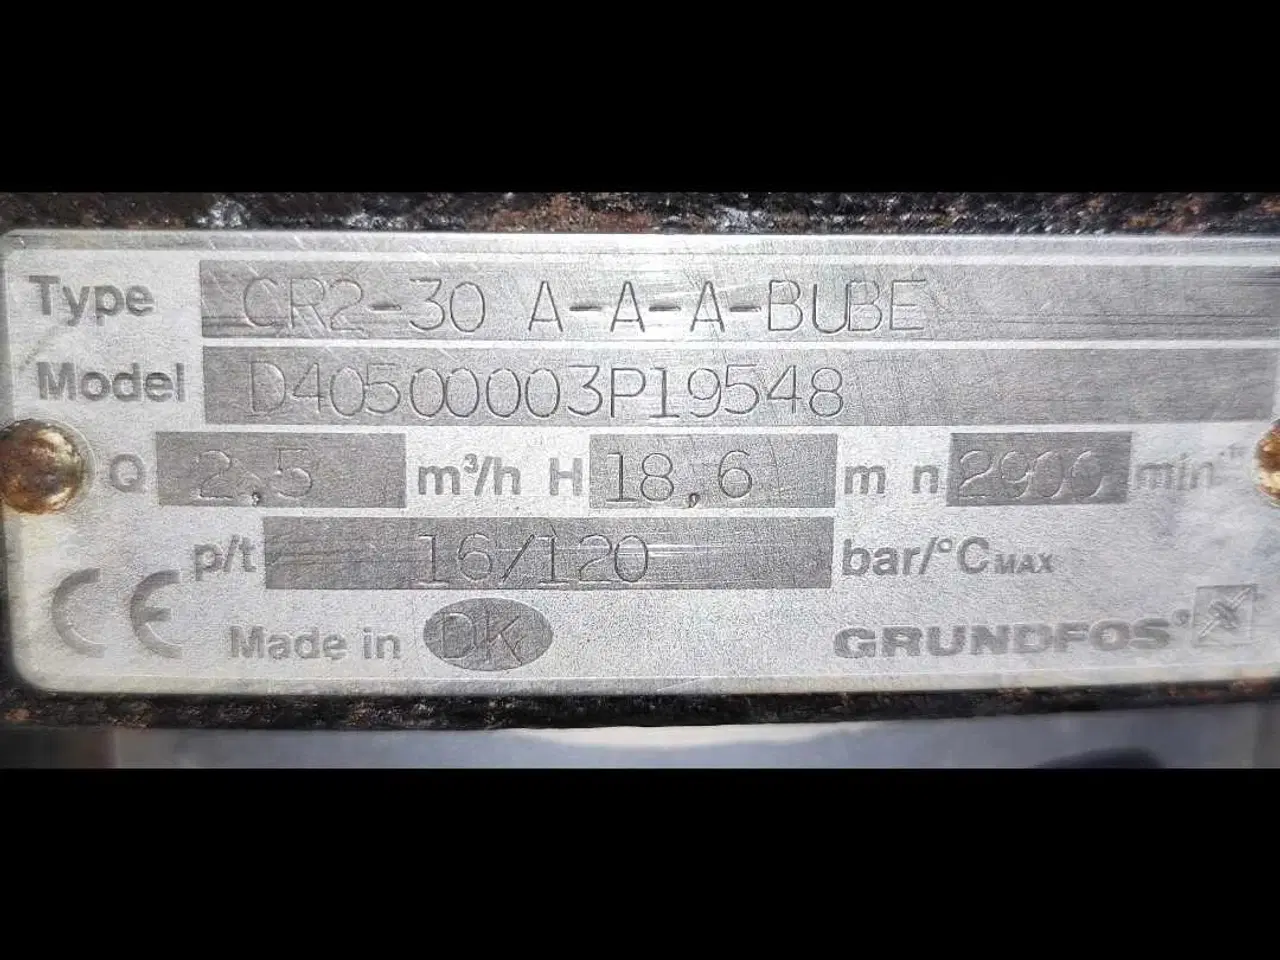 Type CR2-30 A-A-A-BUBE
Model D40500003P19548
Q 2,5 m³/h H 18,6 m n 2900 min⁻¹
p/t 16/120 bar/°C MAX
CE Made in DK GRUNDFOS